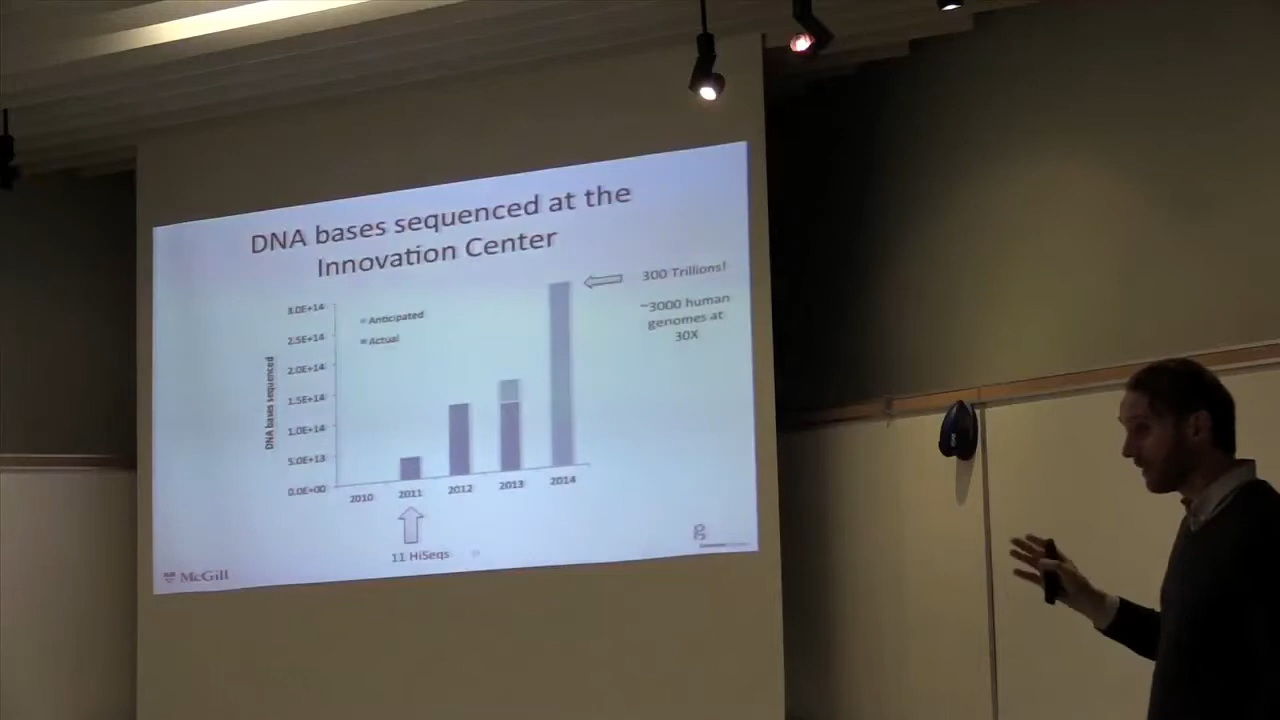 DNA bases sequenced at the
Innovation Center
300 Trillions!
~3000 human
genomes at
30X
Anticipated
Actual
DNA bases sequenced
3.0E+14
2.5E+14
2.0E+14
1.5E+14
1.0E+14
5.0E+13
0.0E+00
2010 2011 2012 2013 2014
11 HiSeqs
McGill